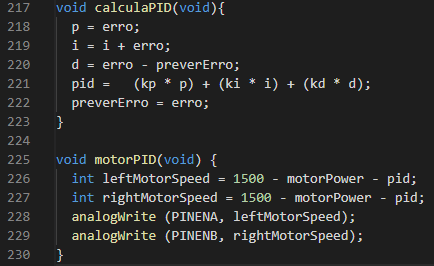 217 void calculaPID(void){
218   p = erro;
219   i = i + erro;
220   d = erro - preverErro;
221   pid =   (kp * p) + (ki * i) + (kd * d);
222   preverErro = erro;
223 }
224
225 void motorPID(void) {
226   int leftMotorSpeed = 1500 - motorPower - pid;
227   int rightMotorSpeed = 1500 - motorPower - pid;
228   analogWrite (PINENA, leftMotorSpeed);
229   analogWrite (PINENB, rightMotorSpeed);
230 }